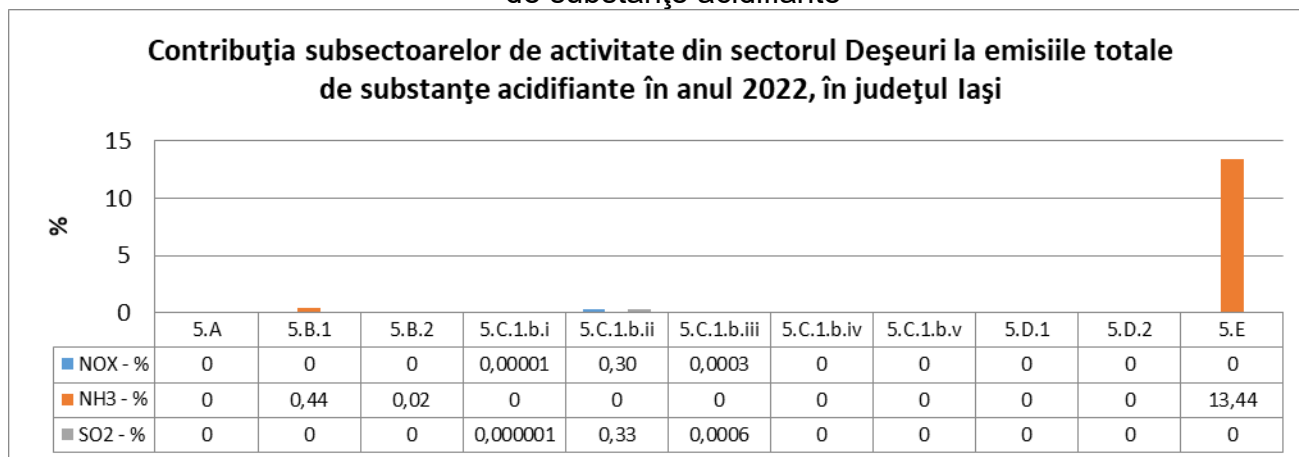 de substanţe acidifiante
Contribuţia subsectoarelor de activitate din sectorul Deşeuri la emisiile totale
de substanţe acidifiante în anul 2022, în judeţul Iaşi
15
10
5
0
%
5.A 5.B.1 5.B.2 5.C.1.b.i 5.C.1.b.ii 5.C.1.b.iii 5.C.1.b.iv 5.C.1.b.v 5.D.1 5.D.2 5.E
NOX - % 0 0 0 0,00001 0,30 0,0003 0 0 0 0 0
NH3 - % 0 0,44 0,02 0 0 0 0 0 0 0 13,44
SO2 - % 0 0 0 0,000001 0,33 0,0006 0 0 0 0 0